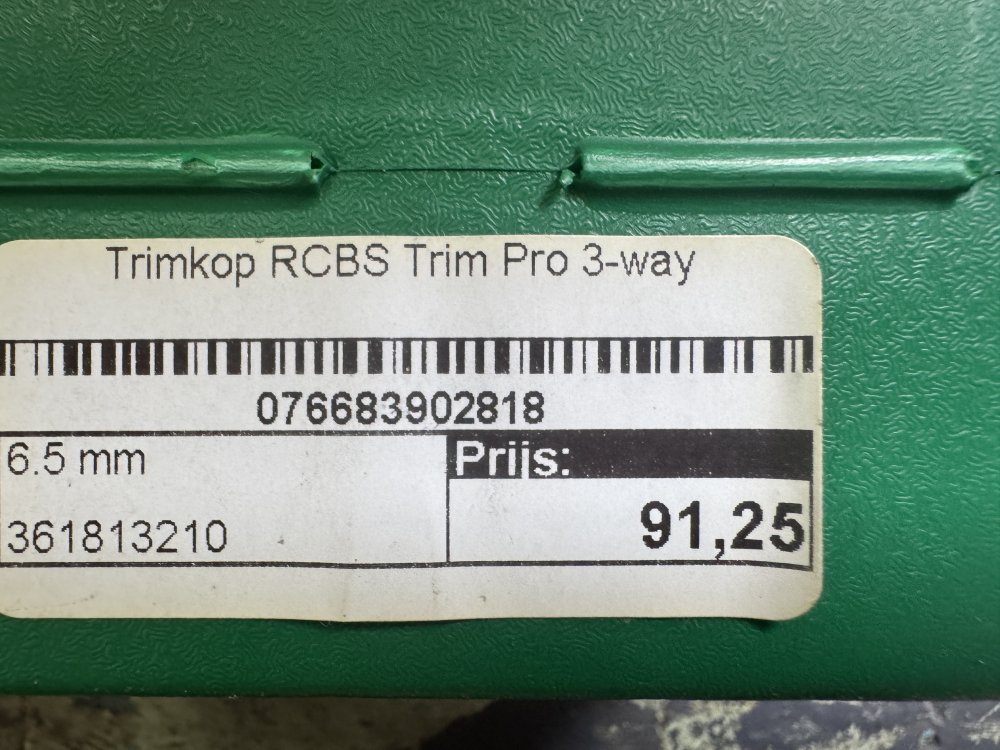 Trimkop RCBS Trim Pro 3-way
076683902818
6.5 mm
Prijs:
361813210
91,25